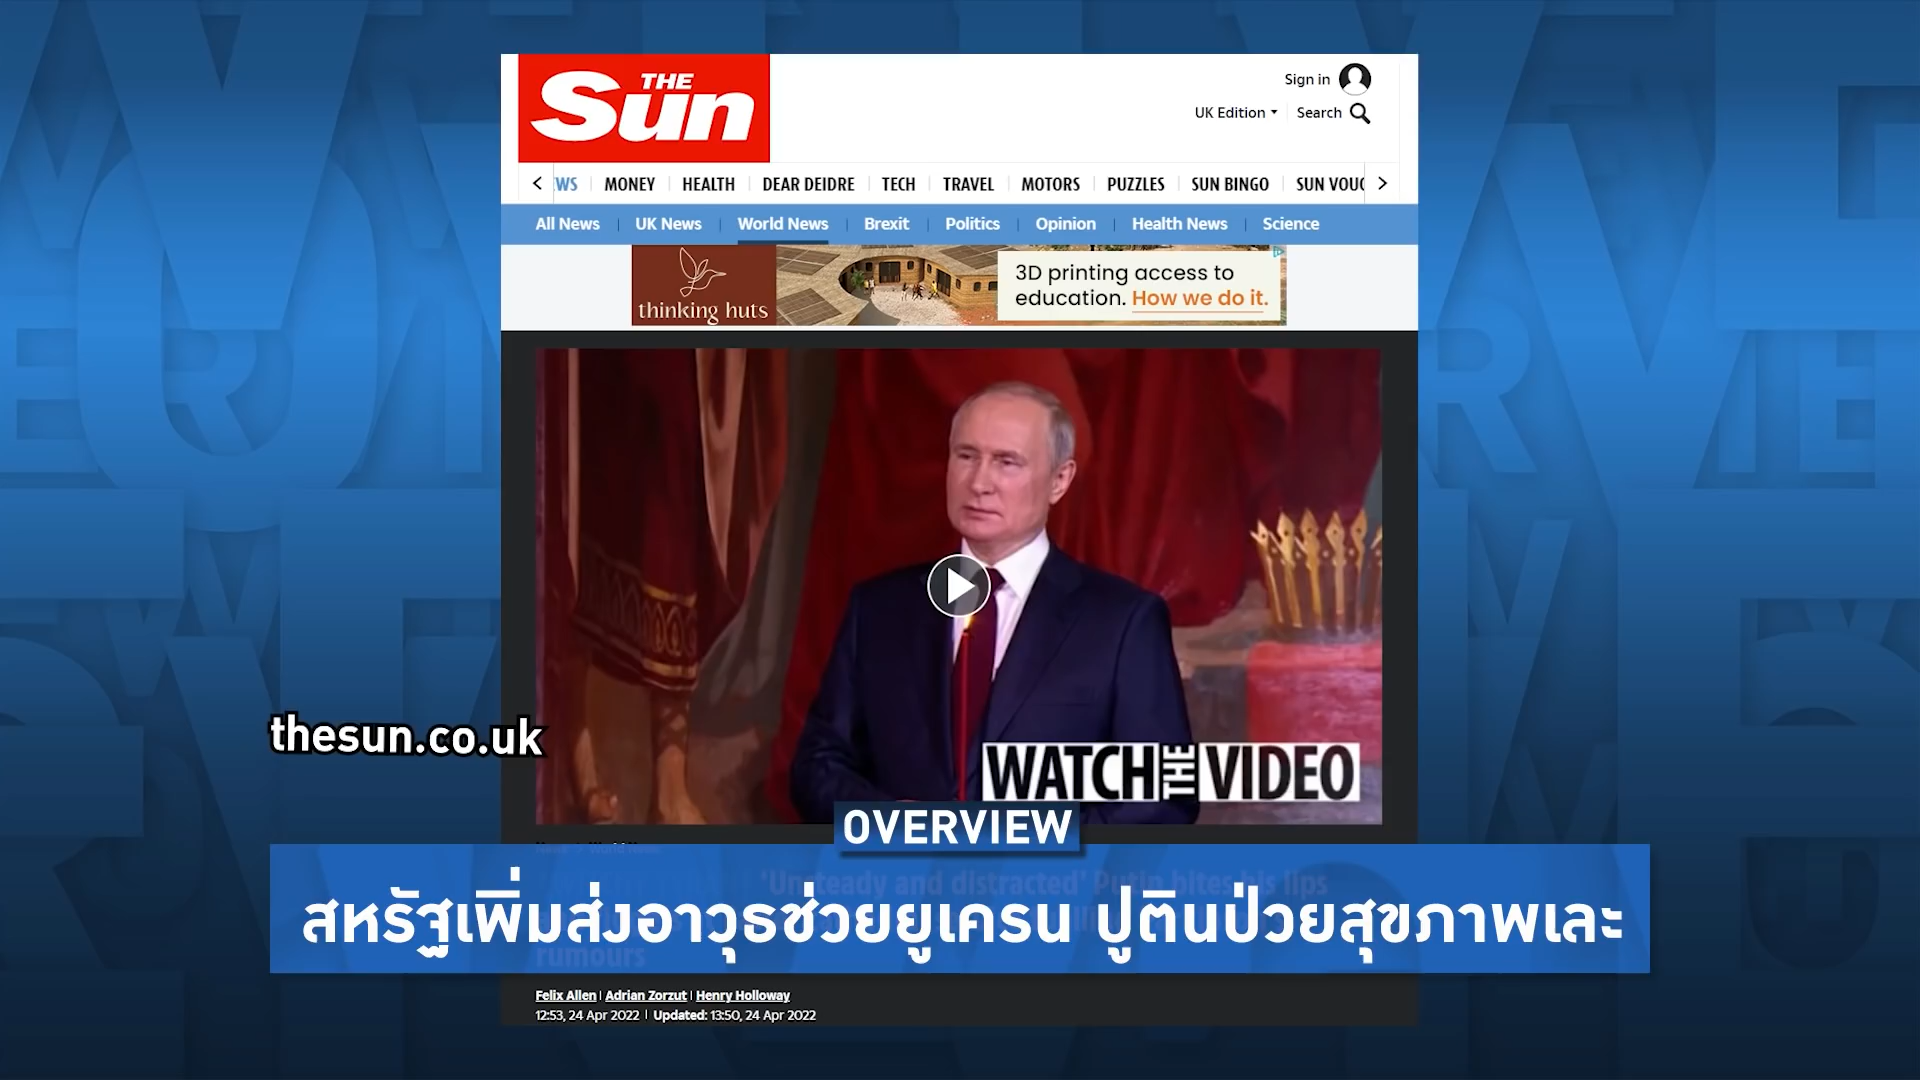 THE
Sun
Sign in
UK Edition
Search
WS
MONEY
HEALTH
DEAR DEIDRE
TECH
TRAVEL
MOTORS
PUZZLES
SUN BINGO
SUN VOUC
All News
UK News
World News
Brexit
Politics
Opinion
Health News
Science
thinking huts
3D printing access to
education. How we do it.
thesun.co.uk
WATCH THE VIDEO
OVERVIEW
'Unsteady and distracted' Putin bites his lips
สหรัฐเพิ่มส่งอาวุธช่วยยูเครน ปูตินป่วยสุขภาพเละ
rumours
Felix Allen | Adrian Zorzut | Henry Holloway
12:53, 24 Apr 2022 | Updated: 13:50, 24 Apr 2022